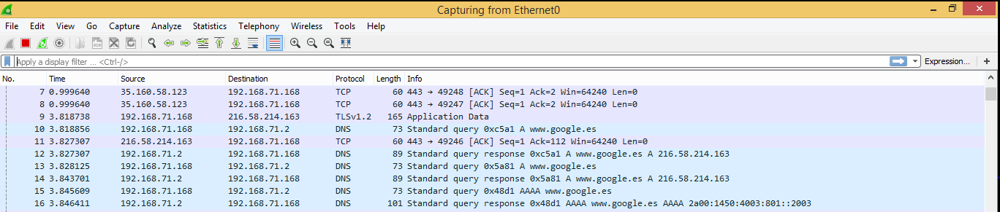 Capturing from Ethernet0
File Edit View Go Capture Analyze Statistics Telephony Wireless Tools Help
Apply a display filter ... <Ctrl-/> Expression... +
No. Time Source Destination Protocol Length Info
7 0.999640 35.160.58.123 192.168.71.168 TCP 60 443 → 49248 [ACK] Seq=1 Ack=2 Win=64240 Len=0
8 0.999640 35.160.58.123 192.168.71.168 TCP 60 443 → 49247 [ACK] Seq=1 Ack=2 Win=64240 Len=0
9 3.818738 192.168.71.168 216.58.214.163 TLSv1.2 165 Application Data
10 3.818856 192.168.71.168 192.168.71.2 DNS 73 Standard query 0xc5a1 A www.google.es
11 3.827307 216.58.214.163 192.168.71.168 TCP 60 443 → 49246 [ACK] Seq=1 Ack=112 Win=64240 Len=0
12 3.827307 192.168.71.2 192.168.71.168 DNS 89 Standard query response 0xc5a1 A www.google.es A 216.58.214.163
13 3.828125 192.168.71.168 192.168.71.2 DNS 73 Standard query 0x5a81 A www.google.es
14 3.843701 192.168.71.2 192.168.71.168 DNS 89 Standard query response 0x5a81 A www.google.es A 216.58.214.163
15 3.845609 192.168.71.168 192.168.71.2 DNS 73 Standard query 0x48d1 AAAA www.google.es
16 3.846411 192.168.71.2 192.168.71.168 DNS 101 Standard query response 0x48d1 AAAA www.google.es AAAA 2a00:1450:4003:801::2003